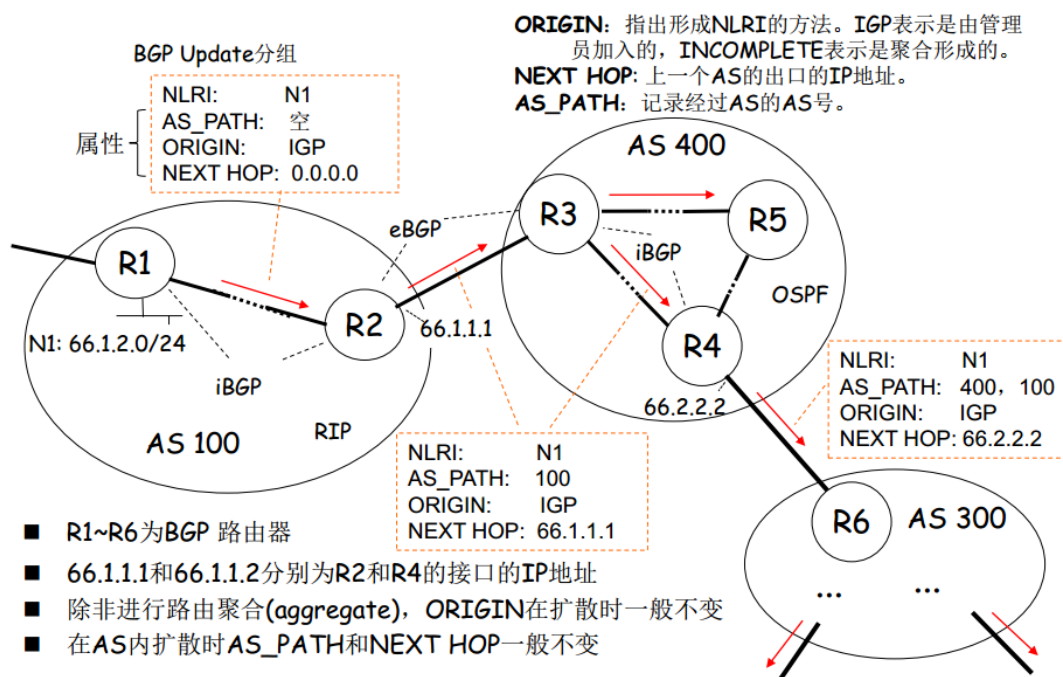 ORIGIN: 指出形成NLRI的方法。IGP表示是由管理
员加入的，INCOMPLETE表示是聚合形成的。
NEXT HOP: 上一个AS的出口的IP地址。
AS_PATH: 记录经过AS的AS号。
BGP Update分组
属性
NLRI: N1
AS_PATH: 空
ORIGIN: IGP
NEXT HOP: 0.0.0.0
AS 400
R3
R5
eBGP
iBGP
OSPF
R4
66.2.2.2
R1
R2
66.1.1.1
N1: 66.1.2.0/24
iBGP
RIP
AS 100
NLRI: N1
AS_PATH: 100
ORIGIN: IGP
NEXT HOP: 66.1.1.1
NLRI: N1
AS_PATH: 400，100
ORIGIN: IGP
NEXT HOP: 66.2.2.2
R6
AS 300
...
...
■ R1~R6为BGP 路由器
■ 66.1.1.1和66.1.1.2分别为R2和R4的接口的IP地址
■ 除非进行路由聚合(aggregate)，ORIGIN在扩散时一般不变
■ 在AS内扩散时AS_PATH和NEXT HOP一般不变